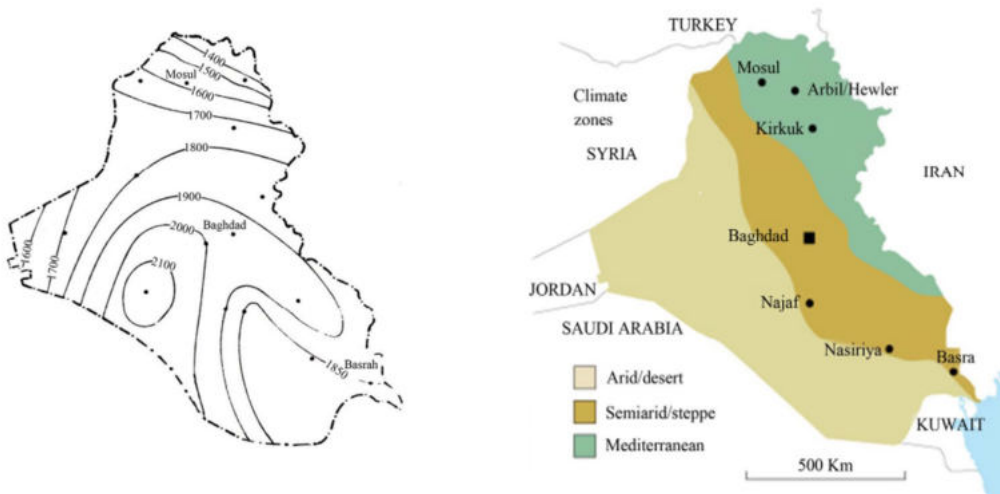 1400
1500
Mosul
1600
1700
1800
1900
2000
Baghdad
1600
1700
2100
Basrah
1850
TURKEY
Mosul
Climate
zones
Arbil/Hewler
Kirkuk
SYRIA
IRAN
Baghdad
JORDAN
Najaf
SAUDI ARABIA
Nasiriya
Basra
Arid/desert
Semiarid/steppe
KUWAIT
Mediterranean
500 Km